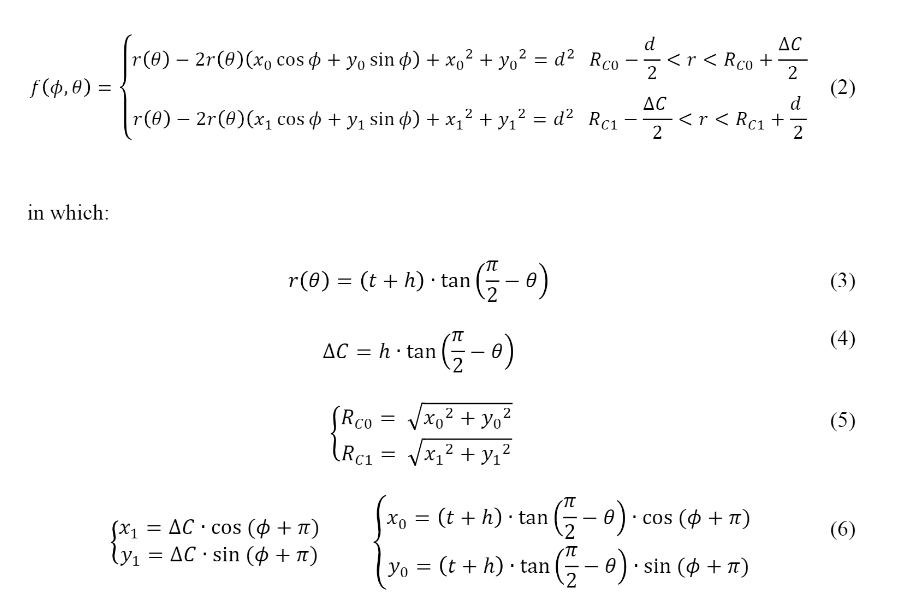 f(ϕ, θ) = { r(θ) − 2r(θ)(x₀ cos ϕ + y₀ sin ϕ) + x₀² + y₀² = d²   R_C0 − d/2 < r < R_C0 + ΔC/2   (2)
r(θ) − 2r(θ)(x₁ cos ϕ + y₁ sin ϕ) + x₁² + y₁² = d²   R_C1 − ΔC/2 < r < R_C1 + d/2
in which:
r(θ) = (t + h) · tan(π/2 − θ)   (3)
ΔC = h · tan(π/2 − θ)   (4)
{ R_C0 = √(x₀² + y₀²)   (5)
R_C1 = √(x₁² + y₁²)
{ x₁ = ΔC · cos (ϕ + π)   { x₀ = (t + h) · tan(π/2 − θ) · cos (ϕ + π)   (6)
y₁ = ΔC · sin (ϕ + π)   y₀ = (t + h) · tan(π/2 − θ) · sin (ϕ + π)